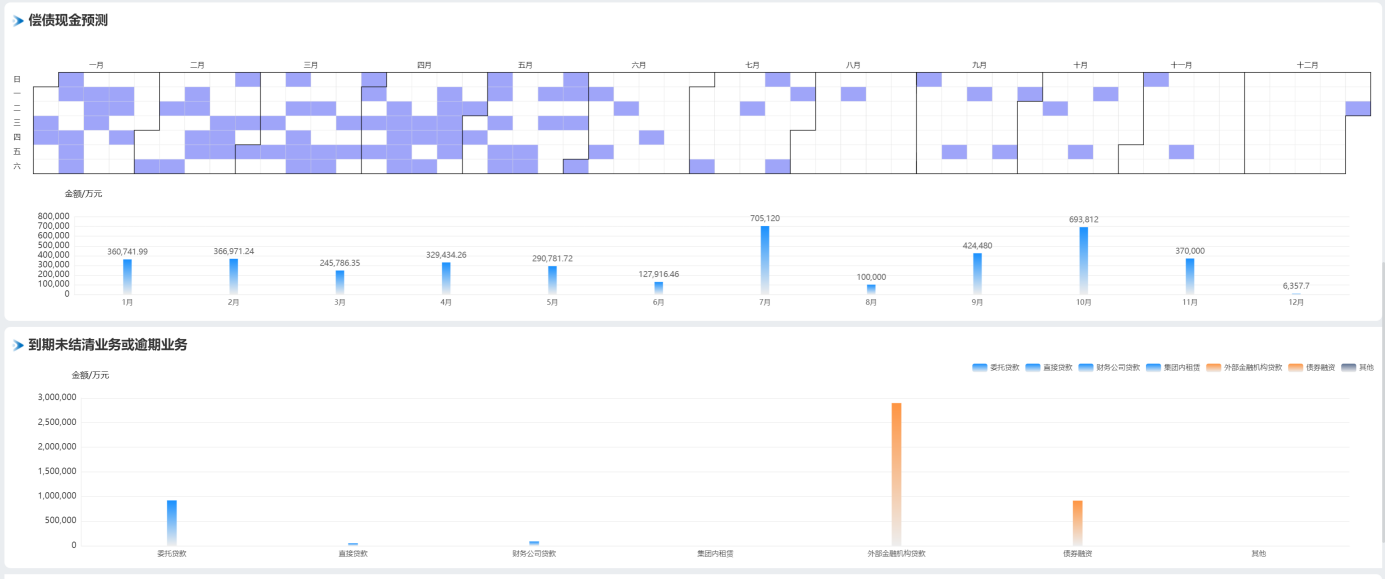 偿债现金预测
一月 二月 三月 四月 五月 六月 七月 八月 九月 十月 十一月 十二月
日
一
二
三
四
五
六
金额/万元
800,000
700,000
600,000
500,000
400,000
300,000
200,000
100,000
0
360,741.99 366,971.24 245,786.35 329,434.26 290,781.72 127,916.46 705,120 100,000 424,480 693,812 370,000 6,357.7
1月 2月 3月 4月 5月 6月 7月 8月 9月 10月 11月 12月
到期未结清业务或逾期业务
委托贷款 直接贷款 财务公司贷款 集团内租赁 外部金融机构贷款 债券融资 其他
金额/万元
3,000,000
2,500,000
2,000,000
1,500,000
1,000,000
500,000
0
委托贷款 直接贷款 财务公司贷款 集团内租赁 外部金融机构贷款 债券融资 其他